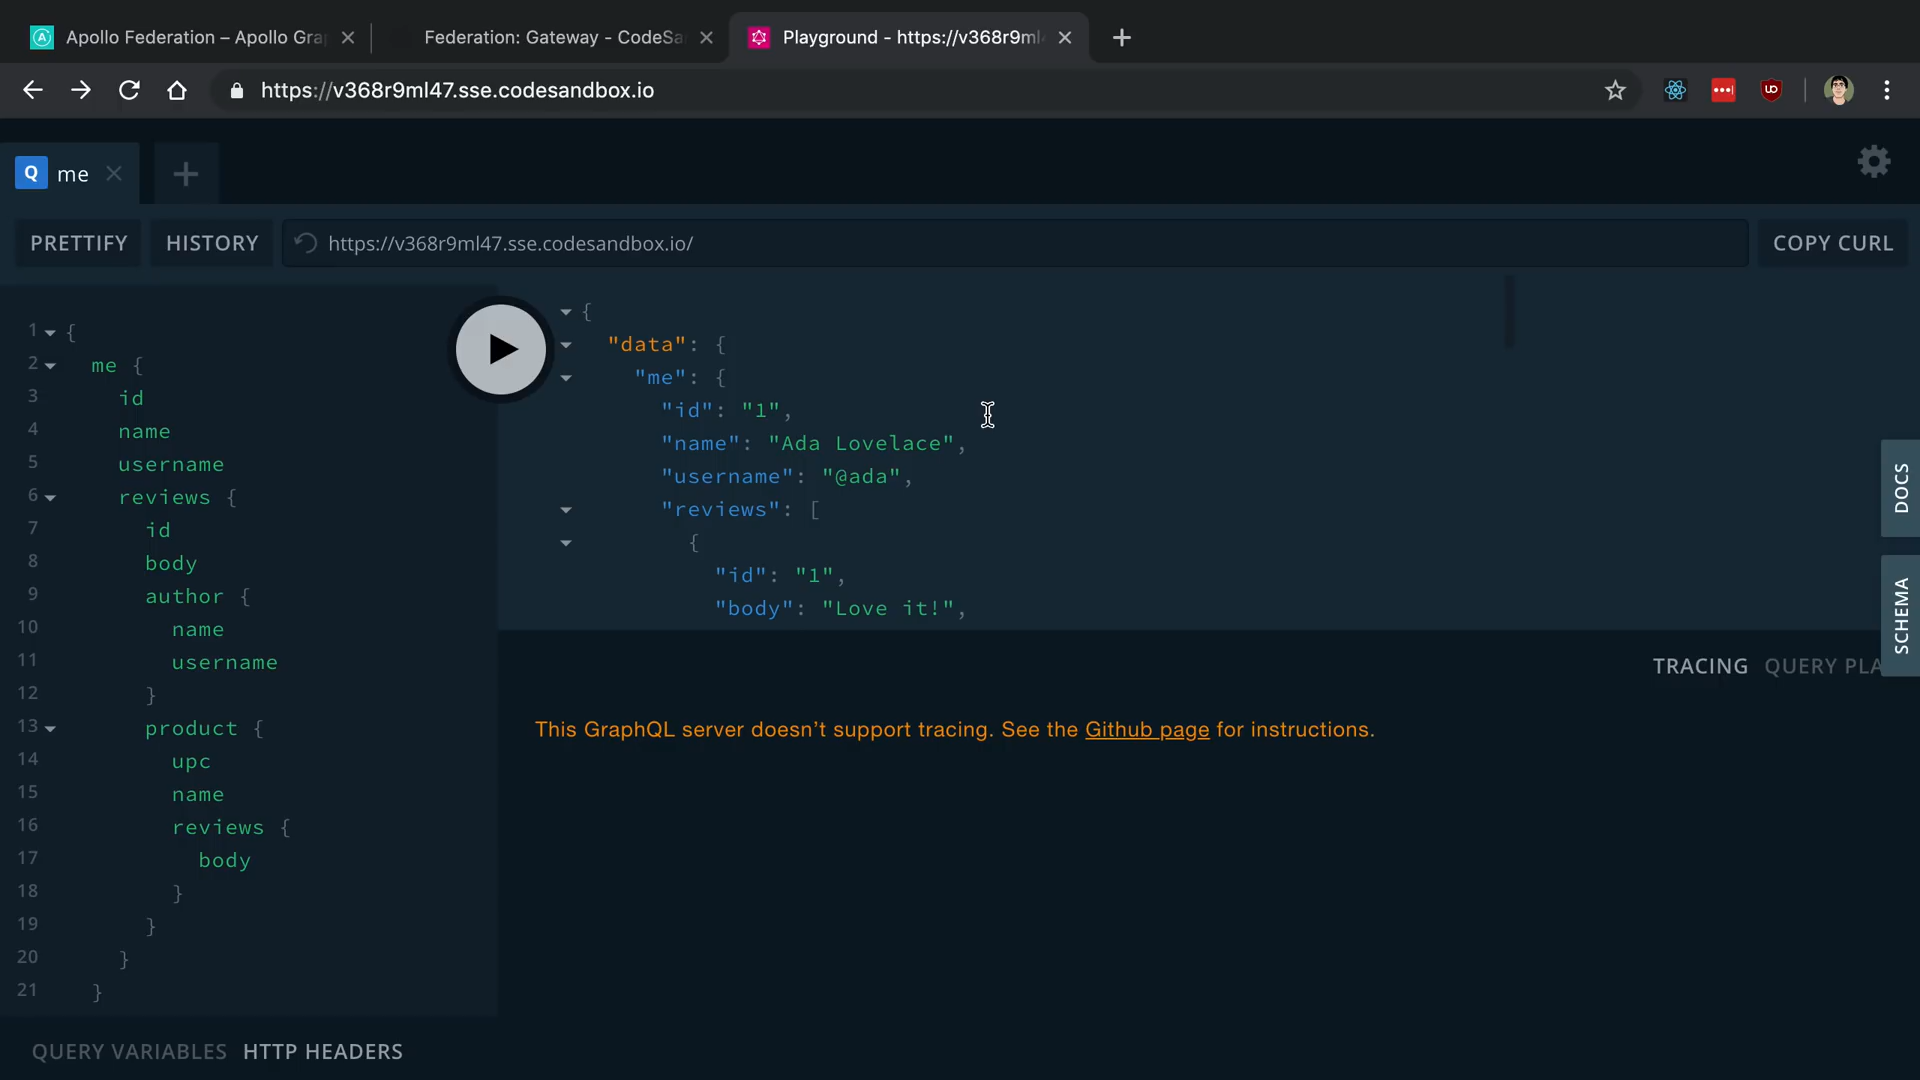 Apollo Federation – Apollo Gra
Federation: Gateway - CodeSa
Playground - https://v368r9ml
https://v368r9ml47.sse.codesandbox.io
Q me
PRETTIFY
HISTORY
https://v368r9ml47.sse.codesandbox.io/
COPY CURL
1 {
2 me {
3 id
4 name
5 username
6 reviews {
7 id
8 body
9 author {
10 name
11 username
12 }
13 product {
14 upc
15 name
16 reviews {
17 body
18 }
19 }
20 }
21 }
{
"data": {
"me": {
"id": "1",
"name": "Ada Lovelace",
"username": "@ada",
"reviews": [
{
"id": "1",
"body": "Love it!",
DOCS
SCHEMA
TRACING QUERY PLA
This GraphQL server doesn’t support tracing. See the Github page for instructions.
QUERY VARIABLES HTTP HEADERS